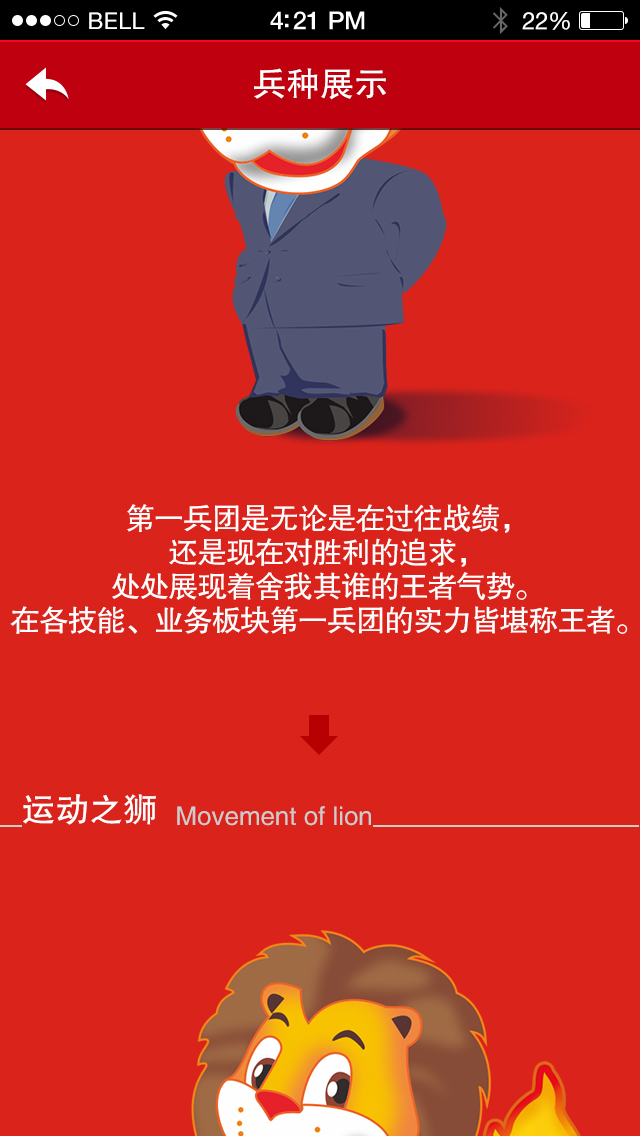 BELL 4:21 PM 22%
兵种展示
第一兵团是无论是在过往战绩，
还是现在对胜利的追求，
处处展现着舍我其谁的王者气势。
在各技能、业务板块第一兵团的实力皆堪称王者。
运动之狮 Movement of lion